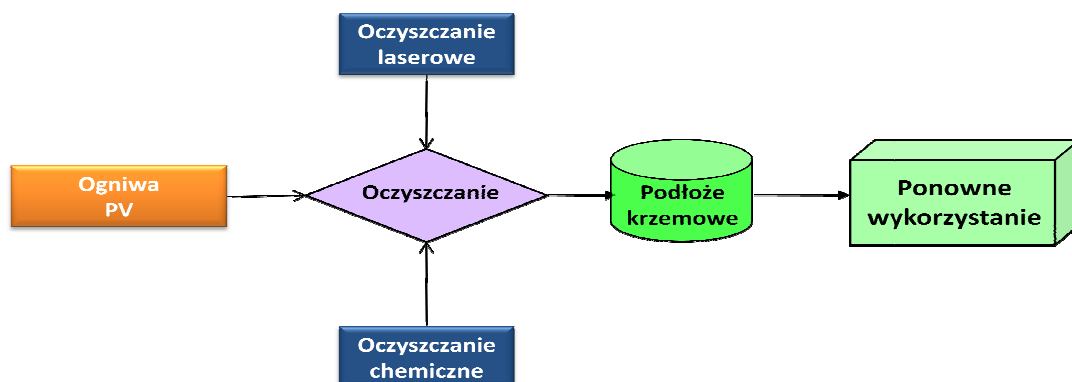 Oczyszczanie
laserowe
Ogniwa
PV
Oczyszczanie
Podłoże
krzemowe
Ponowne
wykorzystanie
Oczyszczanie
chemiczne